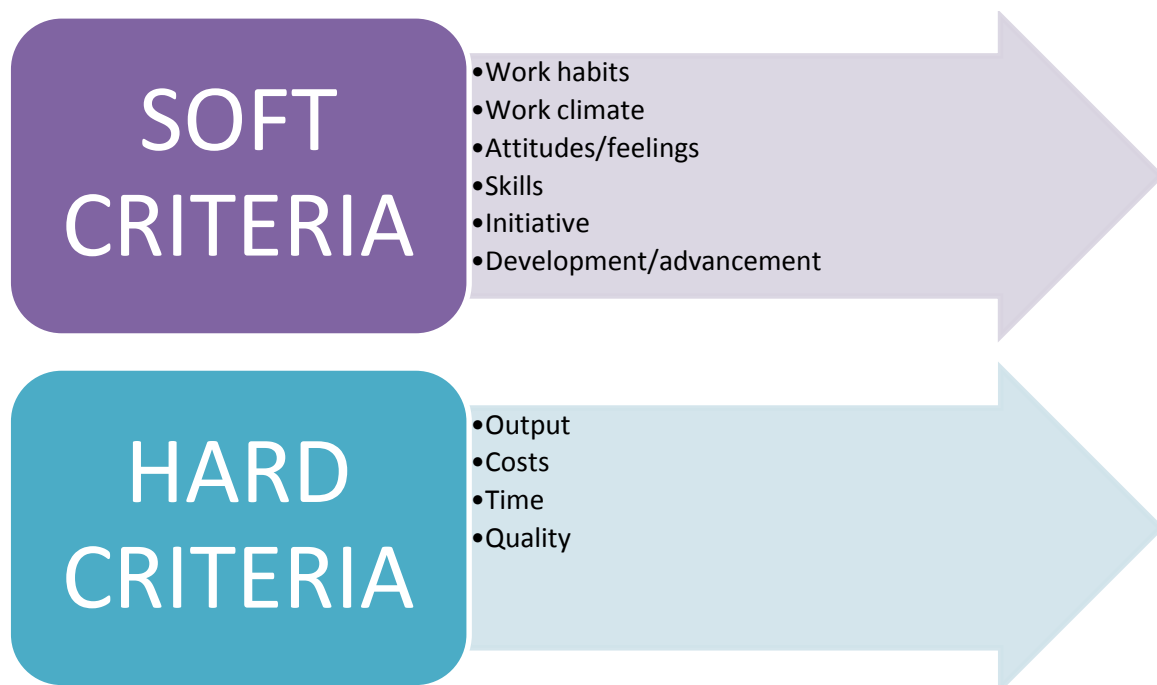 SOFT
CRITERIA
•Work habits
•Work climate
•Attitudes/feelings
•Skills
•Initiative
•Development/advancement
HARD
CRITERIA
•Output
•Costs
•Time
•Quality